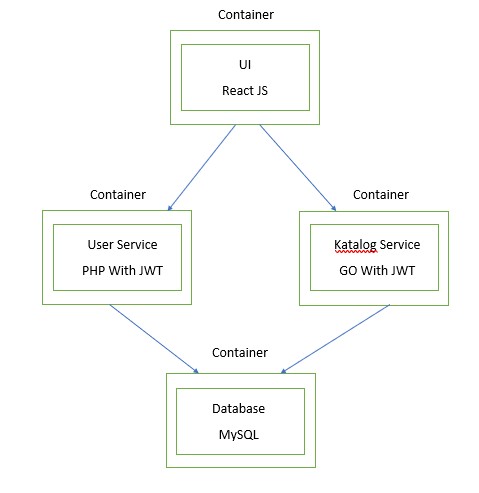 Container
UI
React JS
Container
Container
User Service
PHP With JWT
Katalog Service
GO With JWT
Container
Database
MySQL